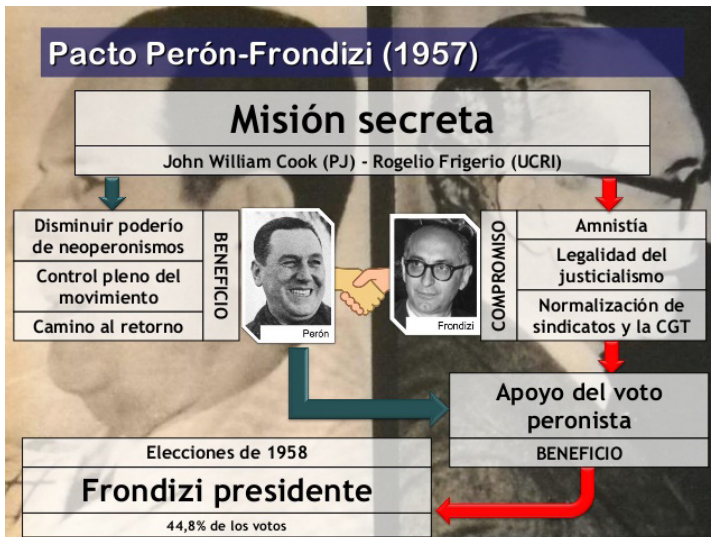 Pacto Perón-Frondizi (1957)
Misión secreta
John William Cook (PJ) - Rogelio Frigerio (UCRI)
Disminuir poderío
de neoperonismos
Control pleno del
movimiento
Camino al retorno
BENEFICIO
Perón
Frondizi
COMPROMISO
Amnistía
Legalidad del
justicialismo
Normalización de
sindicatos y la CGT
Apoyo del voto
peronista
BENEFICIO
Elecciones de 1958
Frondizi presidente
44,8% de los votos